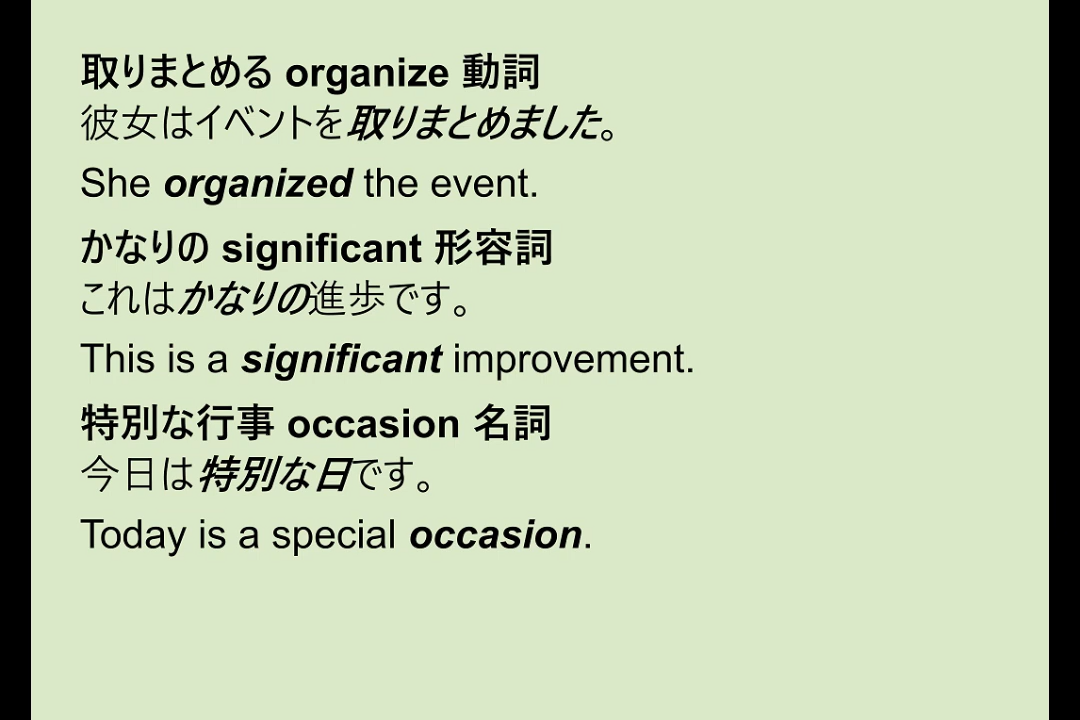 取りまとめる organize 動詞
彼女はイベントを取りまとめました。
She organized the event.
かなりの significant 形容詞
これはかなりの進歩です。
This is a significant improvement.
特別な行事 occasion 名詞
今日は特別な日です。
Today is a special occasion.